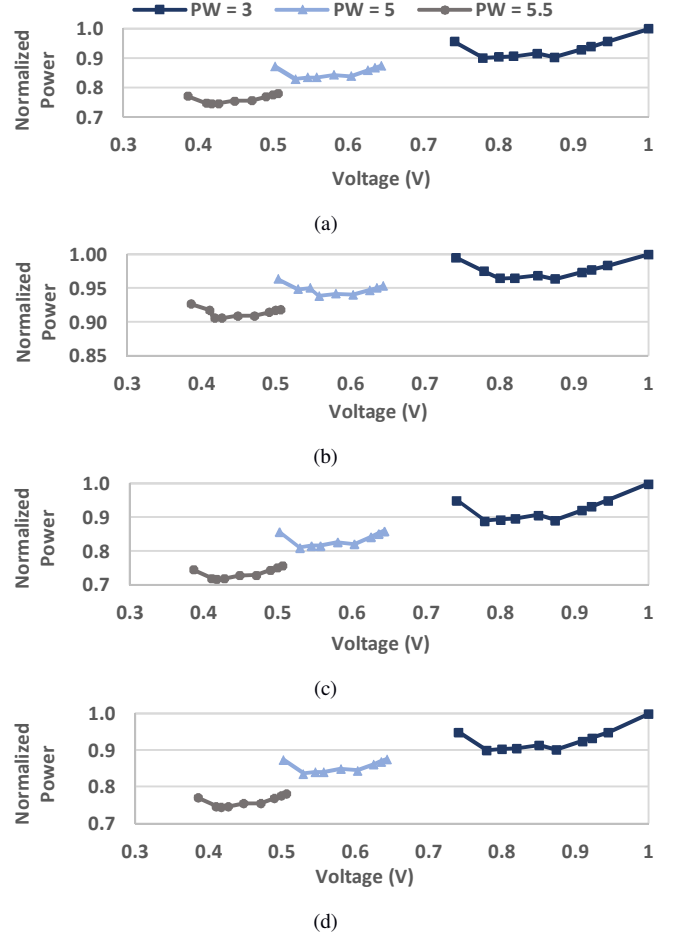 PW = 3 PW = 5 PW = 5.5
Normalized
Power
1.0
0.9
0.8
0.7
0.3 0.4 0.5 0.6 0.7 0.8 0.9 1
Voltage (V)
(a)
Normalized
Power
1.00
0.95
0.90
0.85
0.3 0.4 0.5 0.6 0.7 0.8 0.9 1
Voltage (V)
(b)
Normalized
Power
1.0
0.9
0.8
0.7
0.3 0.4 0.5 0.6 0.7 0.8 0.9 1
Voltage (V)
(c)
Normalized
Power
1.0
0.9
0.8
0.7
0.3 0.4 0.5 0.6 0.7 0.8 0.9 1
Voltage (V)
(d)